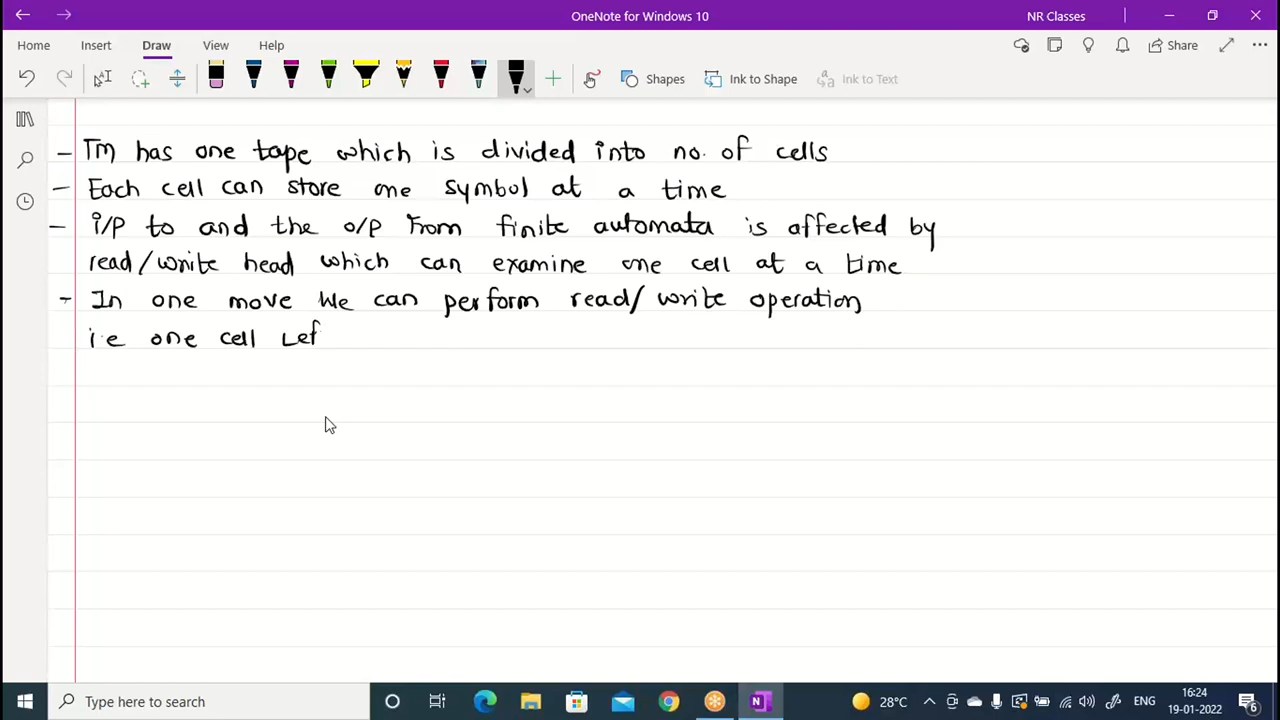 OneNote for Windows 10
NR Classes
Home Insert Draw View Help
Share
Shapes
Ink to Shape
Ink to Text
– TM has one tape which is divided into no. of cells
– Each cell can store one symbol at a time
– i/p to and the o/p from finite automata is affected by
read/write head which can examine one cell at a time
– In one move we can perform read/write operation
i.e one cell Lef
Type here to search
28°C
ENG
16:24
19-01-2022
6